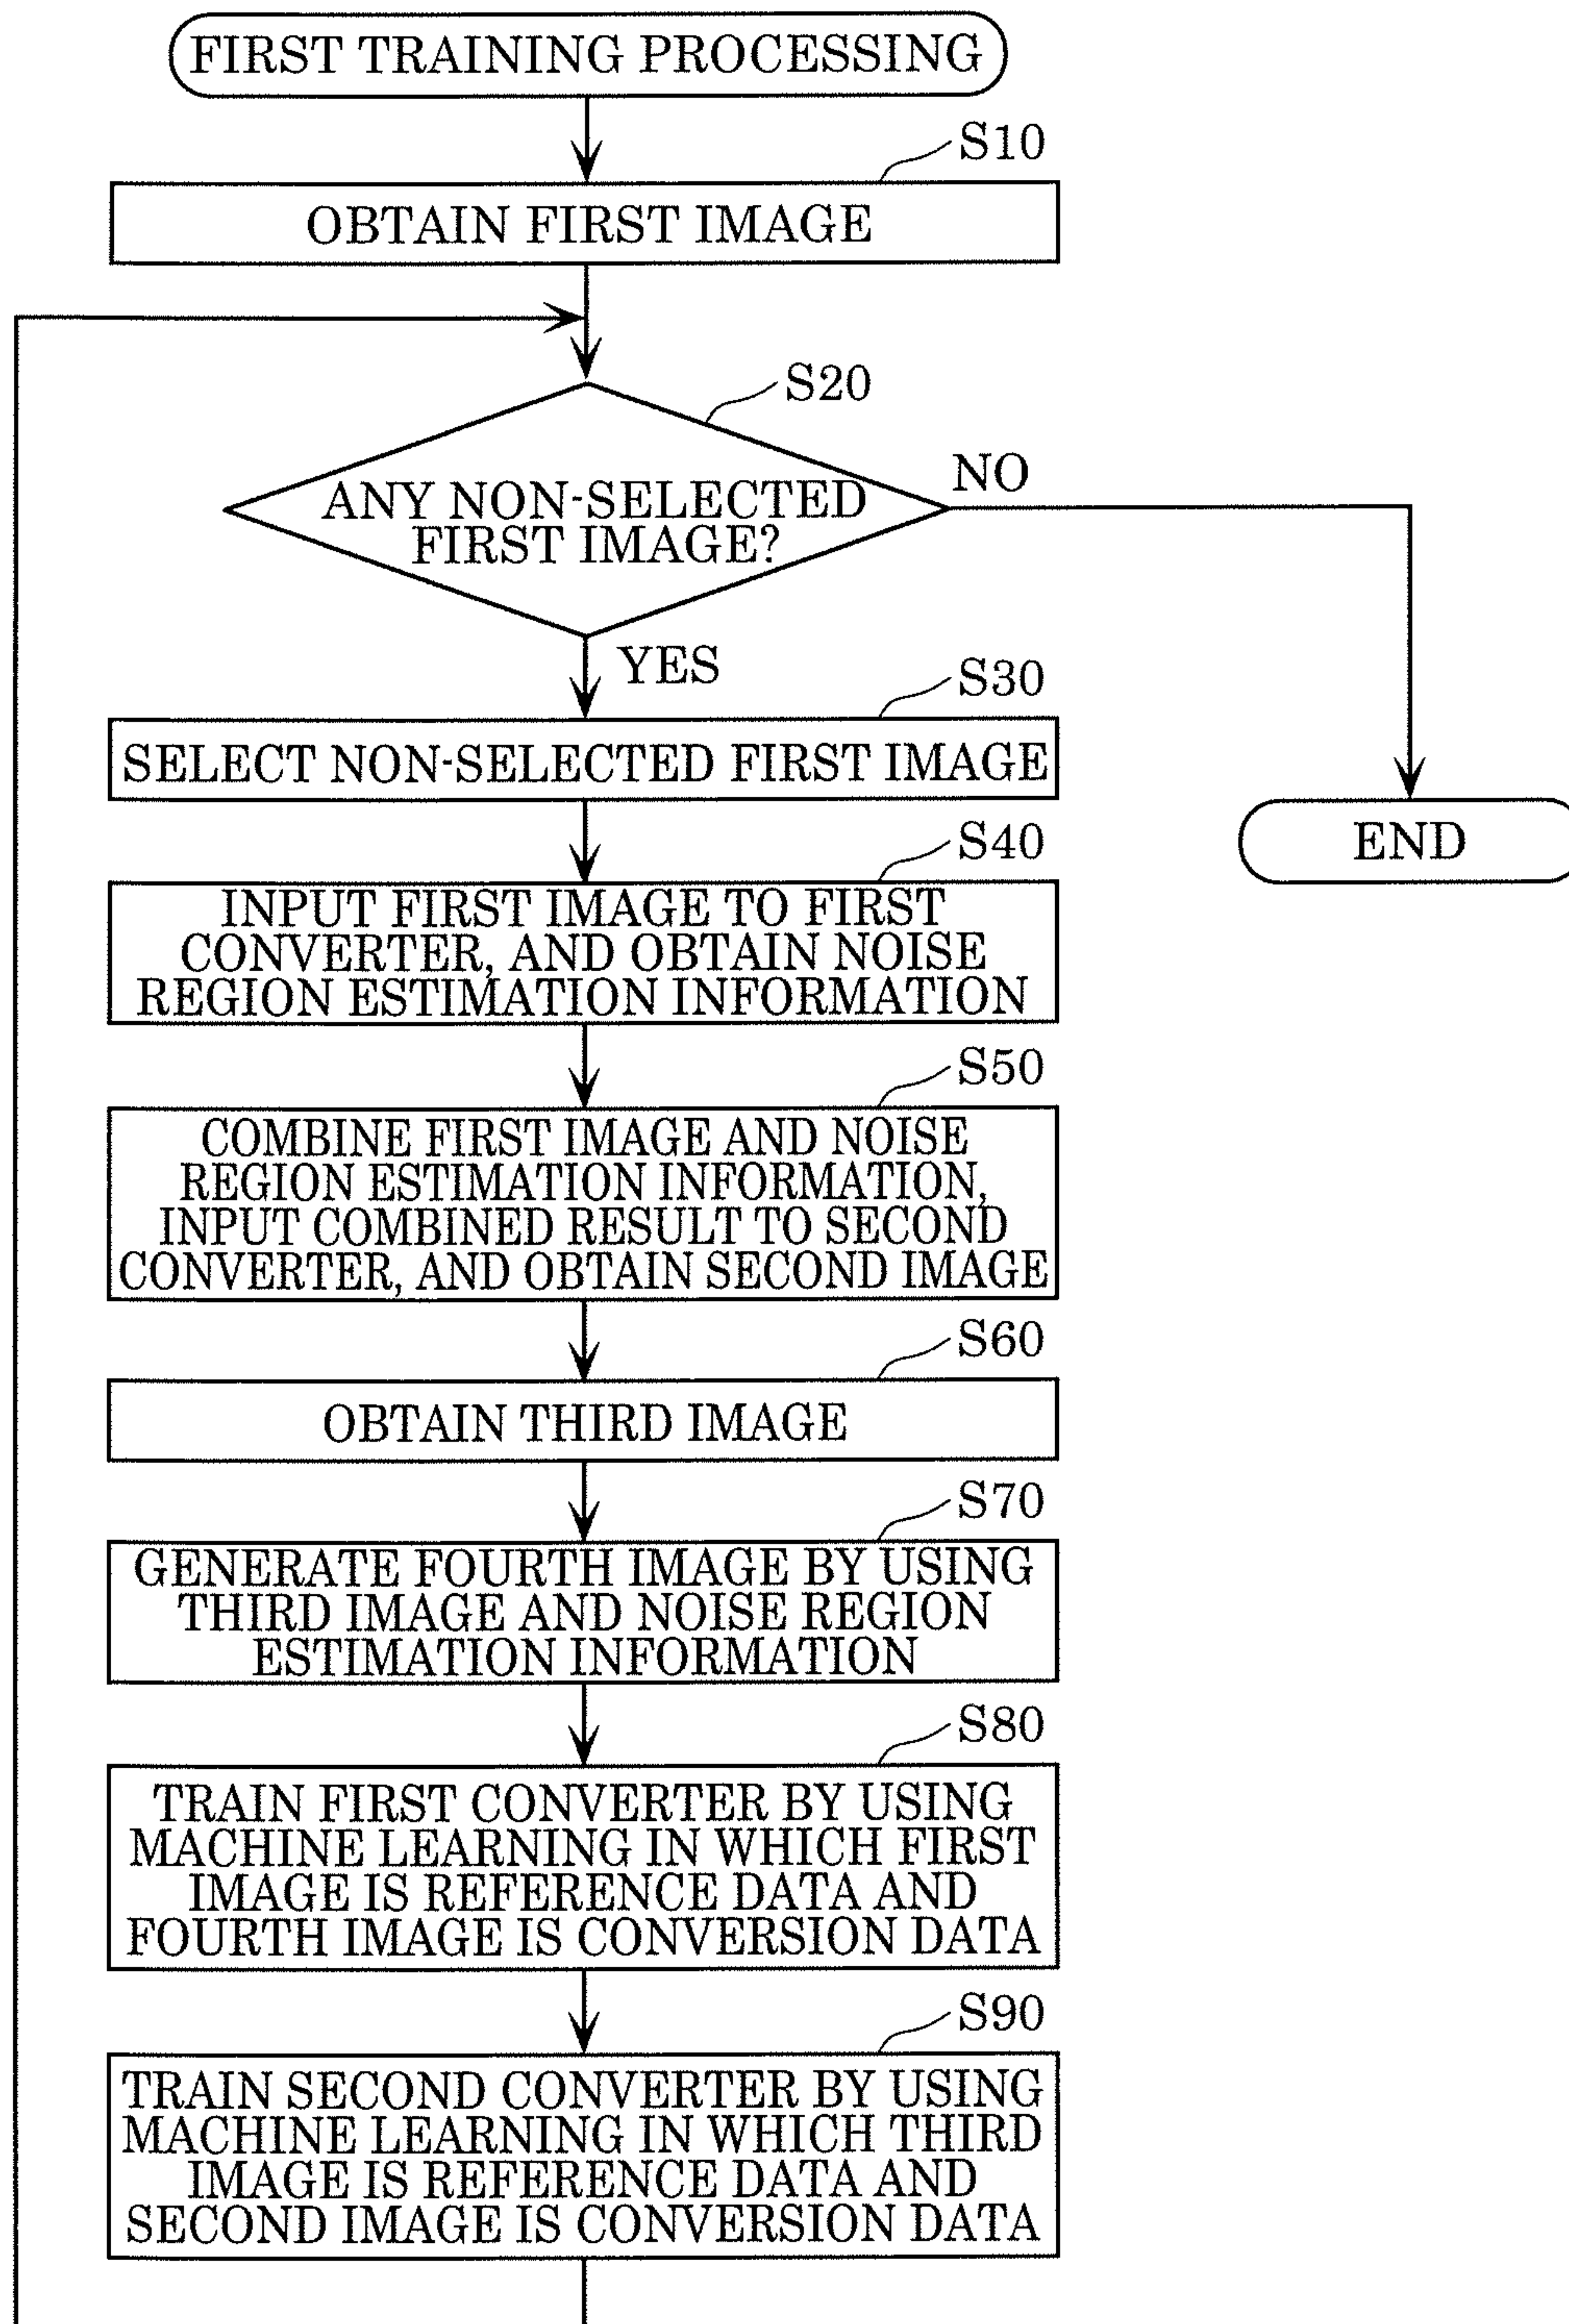 FIRST TRAINING PROCESSING
S10
OBTAIN FIRST IMAGE
S20
ANY NON-SELECTED
FIRST IMAGE?
NO
YES
S30
SELECT NON-SELECTED FIRST IMAGE
END
S40
INPUT FIRST IMAGE TO FIRST
CONVERTER, AND OBTAIN NOISE
REGION ESTIMATION INFORMATION
S50
COMBINE FIRST IMAGE AND NOISE
REGION ESTIMATION INFORMATION,
INPUT COMBINED RESULT TO SECOND
CONVERTER, AND OBTAIN SECOND IMAGE
S60
OBTAIN THIRD IMAGE
S70
GENERATE FOURTH IMAGE BY USING
THIRD IMAGE AND NOISE REGION
ESTIMATION INFORMATION
S80
TRAIN FIRST CONVERTER BY USING
MACHINE LEARNING IN WHICH FIRST
IMAGE IS REFERENCE DATA AND
FOURTH IMAGE IS CONVERSION DATA
S90
TRAIN SECOND CONVERTER BY USING
MACHINE LEARNING IN WHICH THIRD
IMAGE IS REFERENCE DATA AND
SECOND IMAGE IS CONVERSION DATA